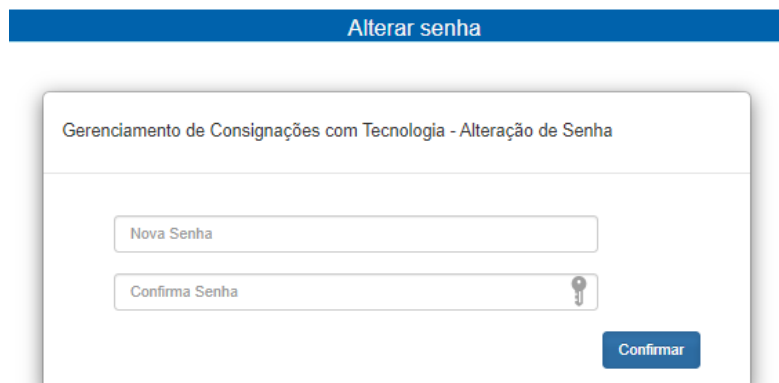 Alterar senha
Gerenciamento de Consignações com Tecnologia - Alteração de Senha
Nova Senha
Confirma Senha
Confirmar